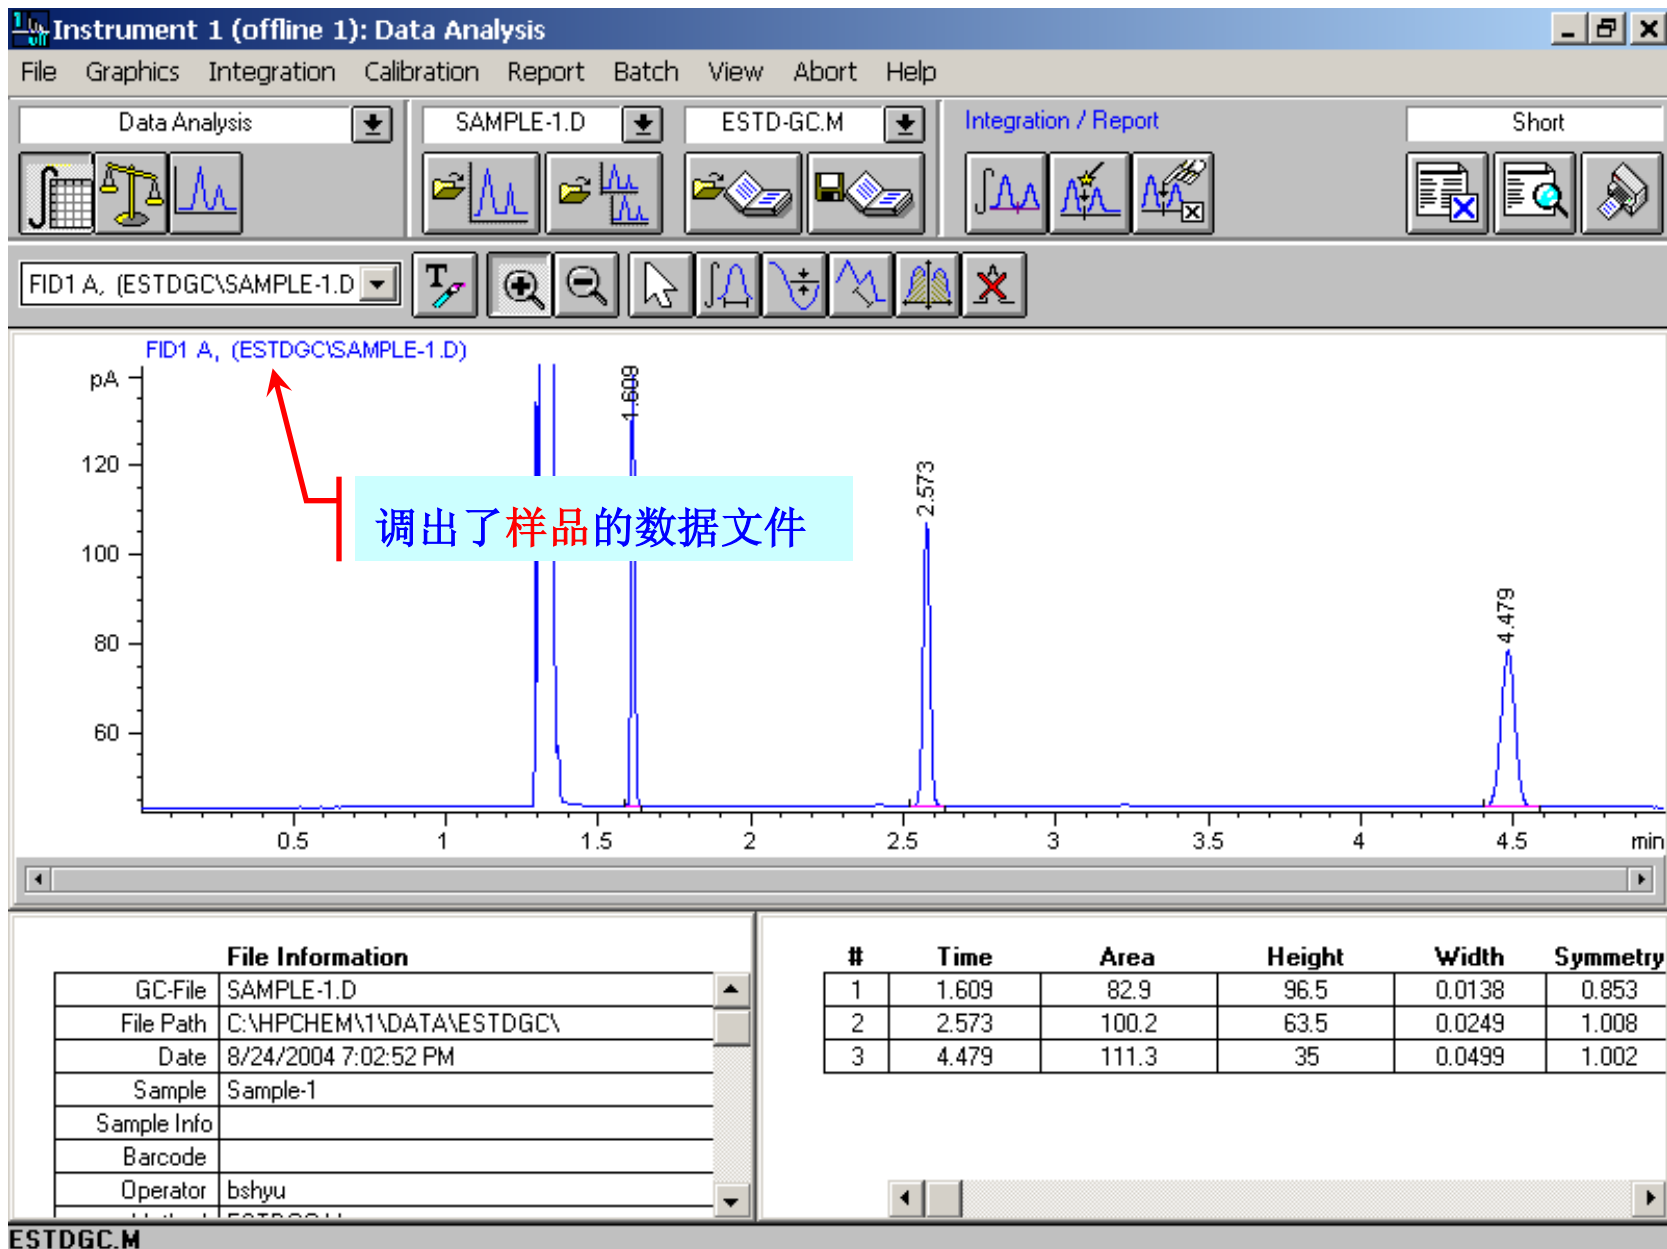 Instrument 1 (offline 1): Data Analysis
File Graphics Integration Calibration Report Batch View Abort Help
Data Analysis SAMPLE-1.D ESTD-GC.M Integration / Report Short
FID1 A, (ESTDGC\SAMPLE-1.D
FID1 A, (ESTDGC\SAMPLE-1.D)
pA
120
100
80
60
1.609
2.573
4.479
调出了样品的数据文件
0.5 1 1.5 2 2.5 3 3.5 4 4.5 min
File Information
GC-File SAMPLE-1.D
File Path C:\HPCHEM\1\DATA\ESTDGC\
Date 8/24/2004 7:02:52 PM
Sample Sample-1
Sample Info
Barcode
Operator bshyu
# Time Area Height Width Symmetry
1 1.609 82.9 96.5 0.0138 0.853
2 2.573 100.2 63.5 0.0249 1.008
3 4.479 111.3 35 0.0499 1.002
ESTDGC.M